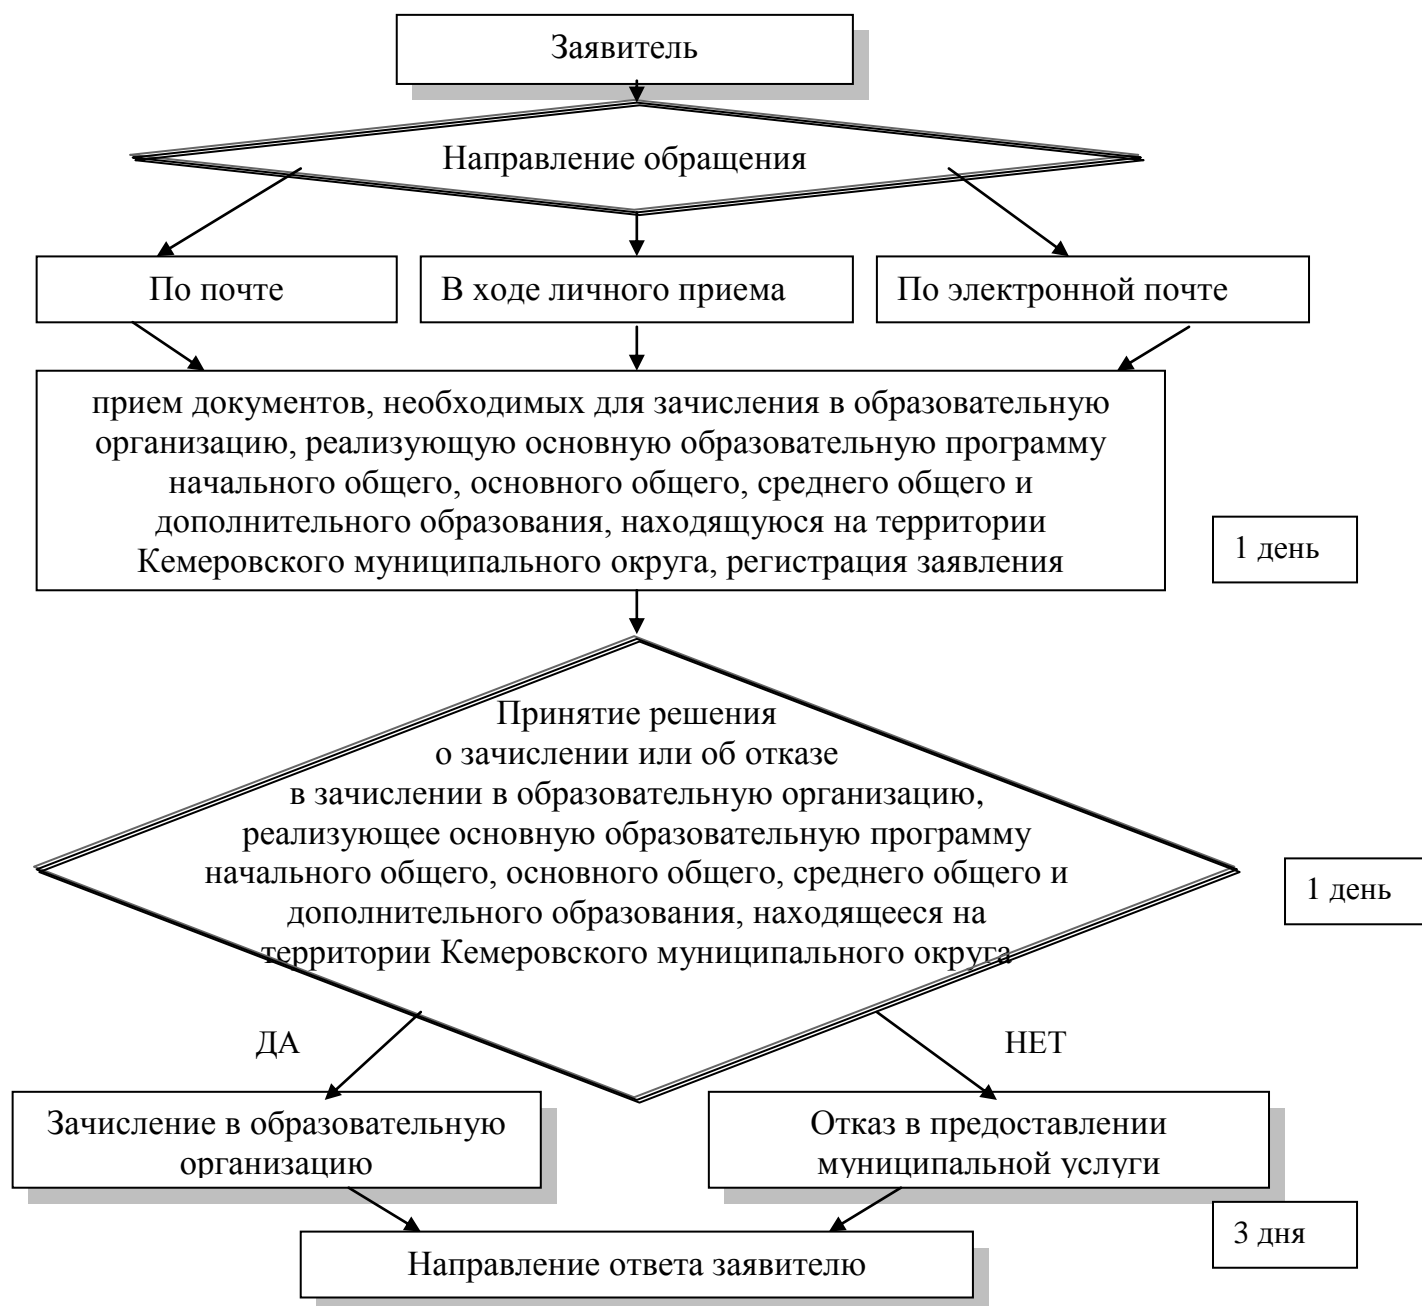 Заявитель
Направление обращения
По почте
В ходе личного приема
По электронной почте
прием документов, необходимых для зачисления в образовательную
организацию, реализующую основную образовательную программу
начального общего, основного общего, среднего общего и
дополнительного образования, находящуюся на территории
Кемеровского муниципального округа, регистрация заявления
1 день
Принятие решения
о зачислении или об отказе
в зачислении в образовательную организацию,
реализующее основную образовательную программу
начального общего, основного общего, среднего общего и
дополнительного образования, находящееся на
территории Кемеровского муниципального округа
1 день
ДА
НЕТ
Зачисление в образовательную
организацию
Отказ в предоставлении
муниципальной услуги
3 дня
Направление ответа заявителю